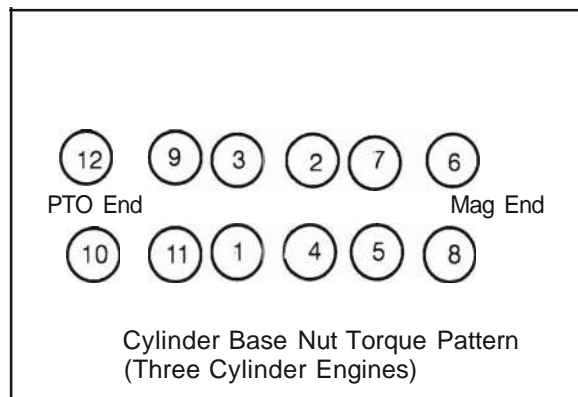 12 9 3 2 7 6
PTO End Mag End
10 11 1 4 5 8
Cylinder Base Nut Torque Pattern
(Three Cylinder Engines)